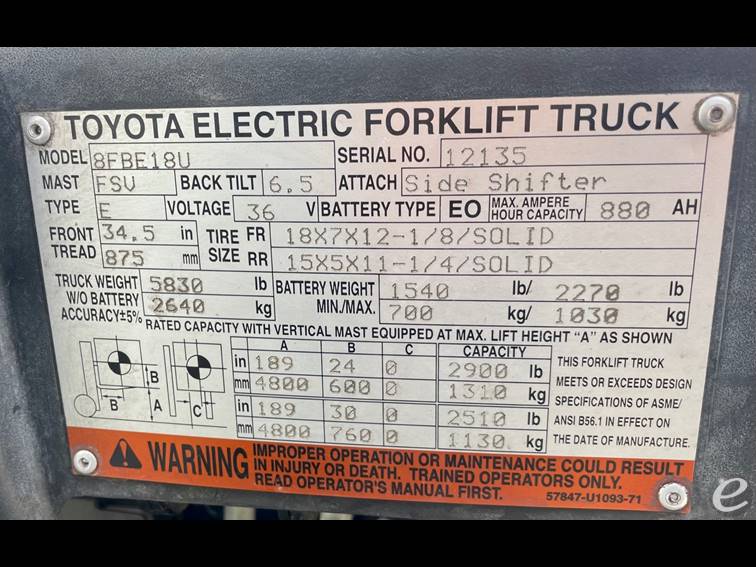 TOYOTA ELECTRIC FORKLIFT TRUCK
MODEL 8FBE18U SERIAL NO. 12135
MAST FSV BACK TILT 6.5 ATTACH Side Shifter
TYPE E VOLTAGE 36 V BATTERY TYPE EO MAX. AMPERE HOUR CAPACITY 880 AH
FRONT TREAD 34.5 in TIRE SIZE FR 18X7X12-1/8/SOLID
875 mm RR 15X5X11-1/4/SOLID
TRUCK WEIGHT W/O BATTERY ACCURACY±5% 5830 lb BATTERY WEIGHT MIN./MAX. 1540 lb/ 2270 lb
2640 kg 700 kg/ 1030 kg
RATED CAPACITY WITH VERTICAL MAST EQUIPPED AT MAX. LIFT HEIGHT "A" AS SHOWN
A B C CAPACITY
in 189 24 0 2900 lb
mm 4800 600 0 1310 kg
in 189 30 0 2510 lb
mm 4800 760 0 1130 kg
B
B A C
THIS FORKLIFT TRUCK
MEETS OR EXCEEDS DESIGN
SPECIFICATIONS OF ASME/
ANSI B56.1 IN EFFECT ON
THE DATE OF MANUFACTURE.
WARNING IMPROPER OPERATION OR MAINTENANCE COULD RESULT
IN INJURY OR DEATH. TRAINED OPERATORS ONLY.
READ OPERATOR'S MANUAL FIRST.
57847-U1093-71
e